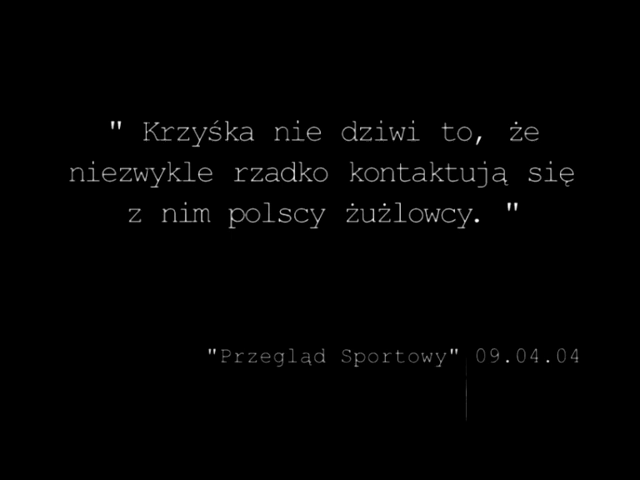 " Krzyśka nie dziwi to, że
niezwykle rzadko kontaktują się
z nim polscy żużlowcy. "
"Przegląd Sportowy" 09.04.04